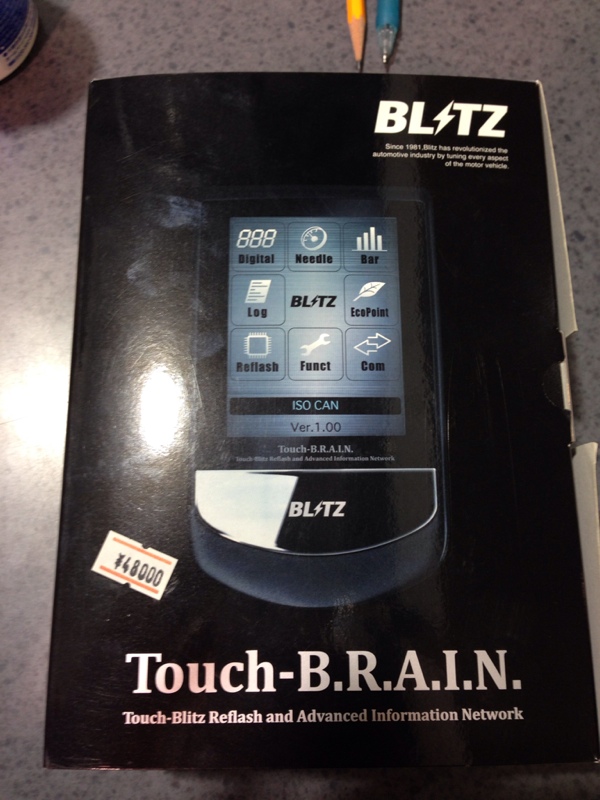 BLITZ
Since 1981,Blitz has revolutionized the
automotive industry by tuning every aspect
of the motor vehicle.
888
Digital Needle Bar
Log BLITZ EcoPoint
Reflash Funct Com
ISO CAN
Ver.1.00
Touch-B.R.A.I.N.
Touch-Blitz Reflash and Advanced Information Network
BLITZ
¥48000
Touch-B.R.A.I.N.
Touch-Blitz Reflash and Advanced Information Network